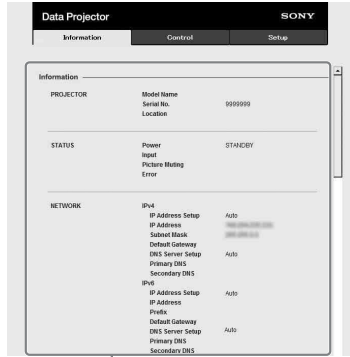 Data Projector SONY
Information Control Setup
Information
PROJECTOR Model Name
Serial No. 9999999
Location
STATUS Power STANDBY
Input
Picture Muting
Error
NETWORK IPv4
IP Address Setup Auto
IP Address
Subnet Mask
Default Gateway
DNS Server Setup Auto
Primary DNS
Secondary DNS
IPv6
IP Address Setup Auto
IP Address
Prefix
Default Gateway
DNS Server Setup Auto
Primary DNS
Secondary DNS